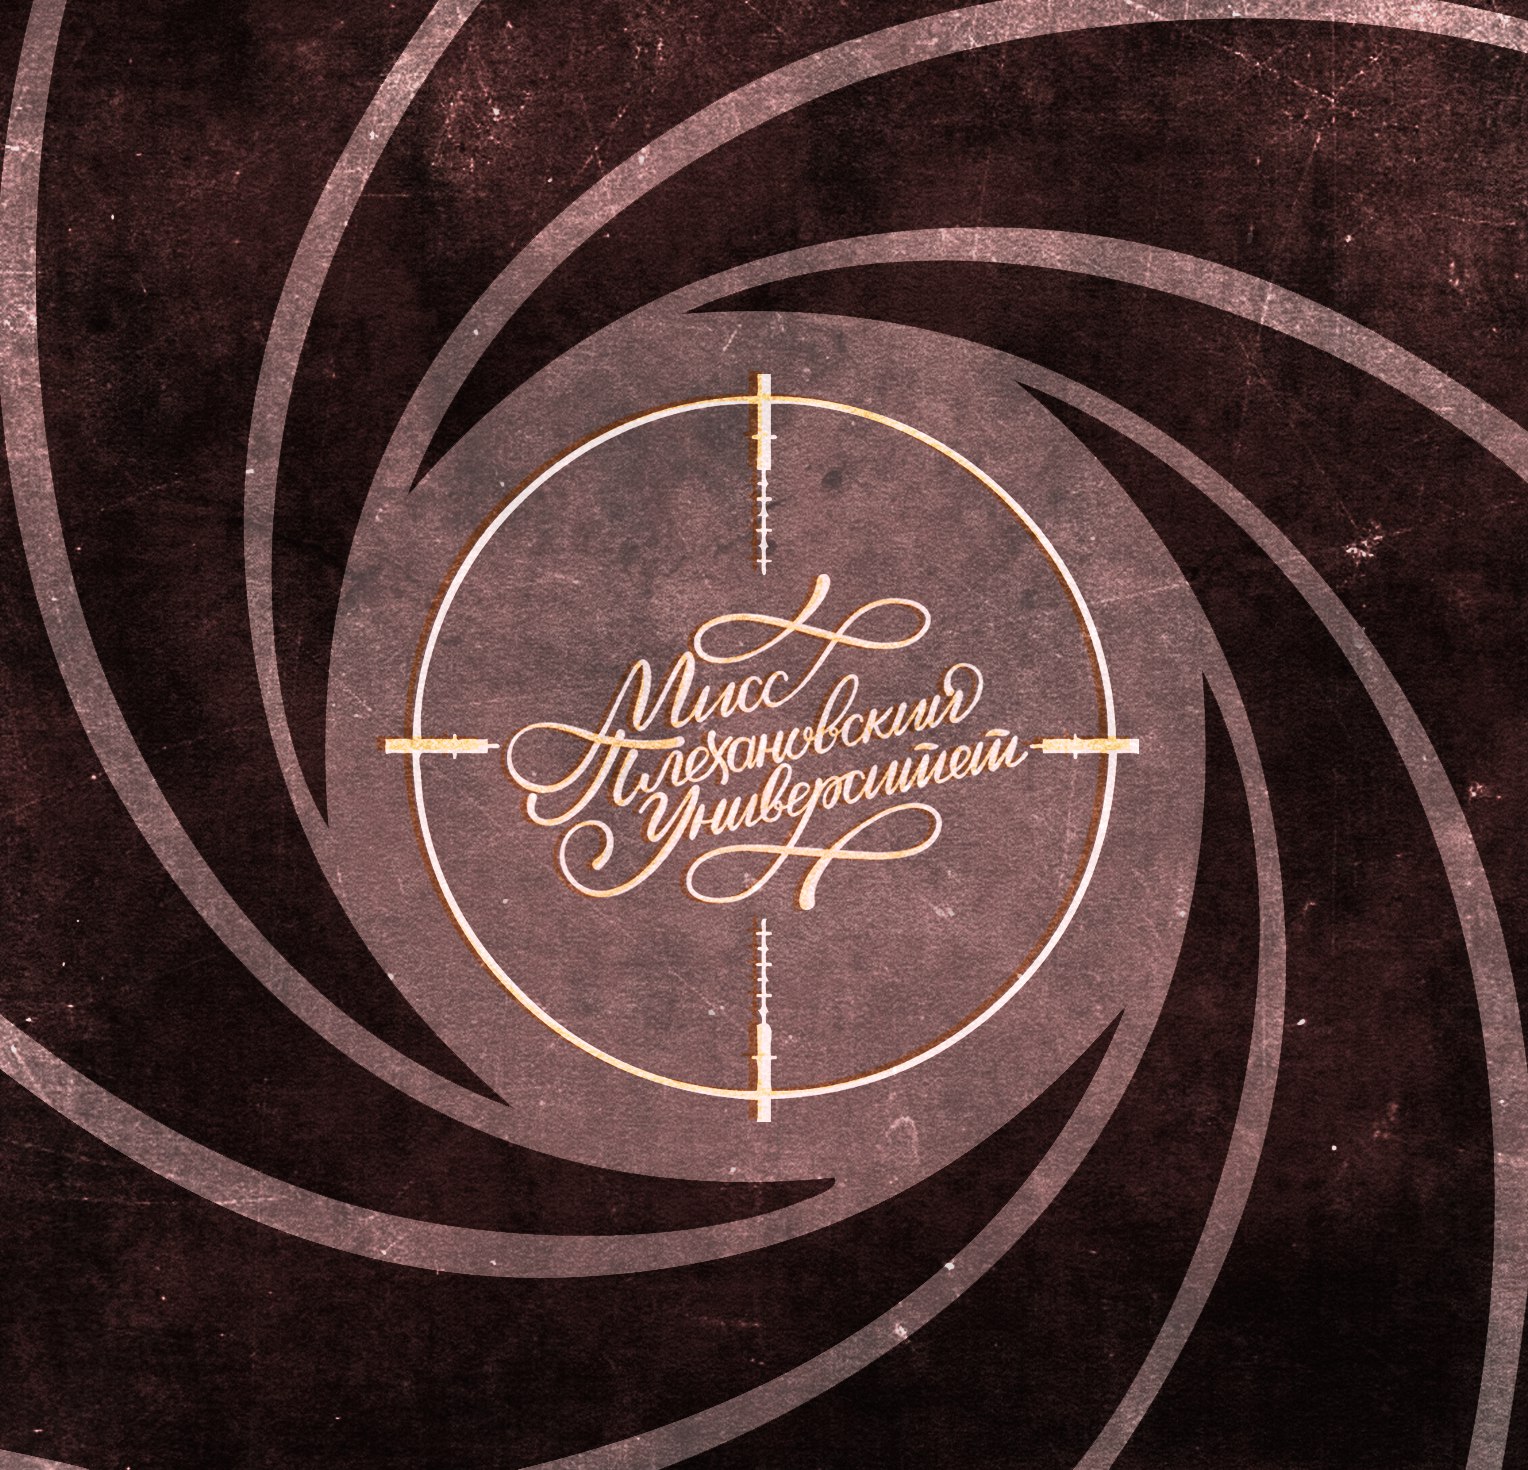 Мисс
Плехановский
Университет